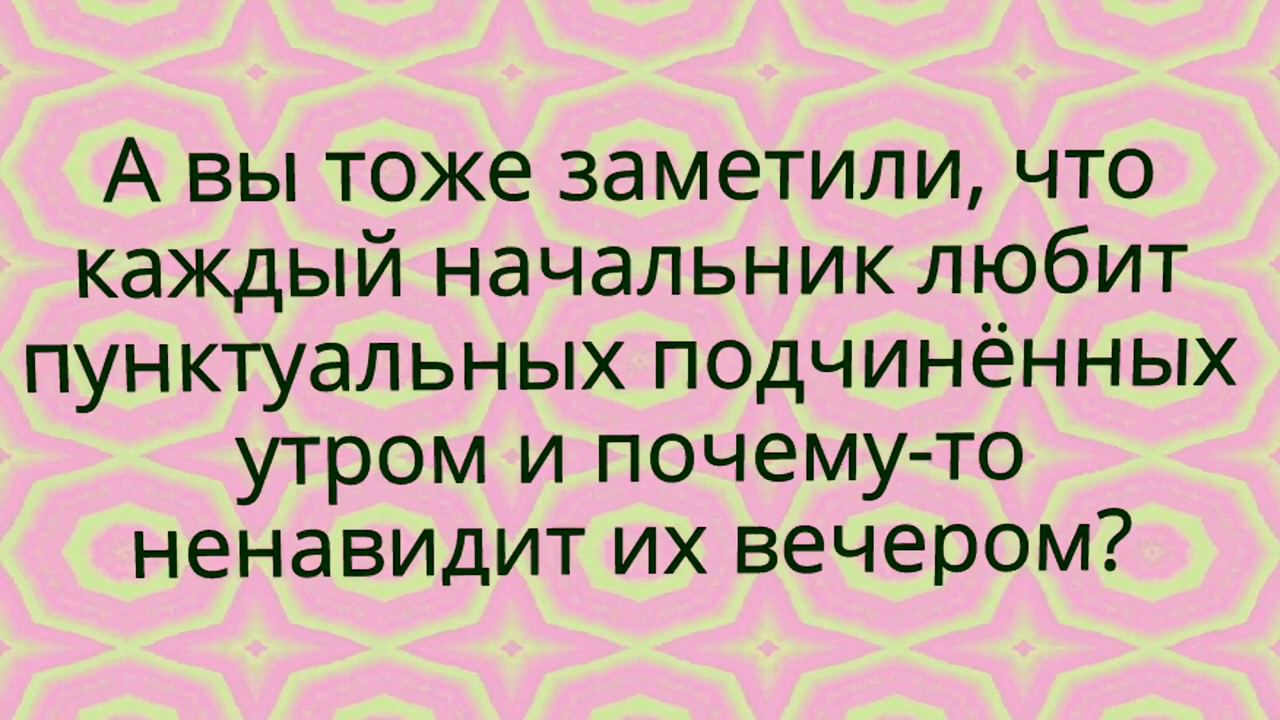 А вы тоже заметили, что
каждый начальник любит
пунктуальных подчинённых
утром и почему-то
ненавидит их вечером?